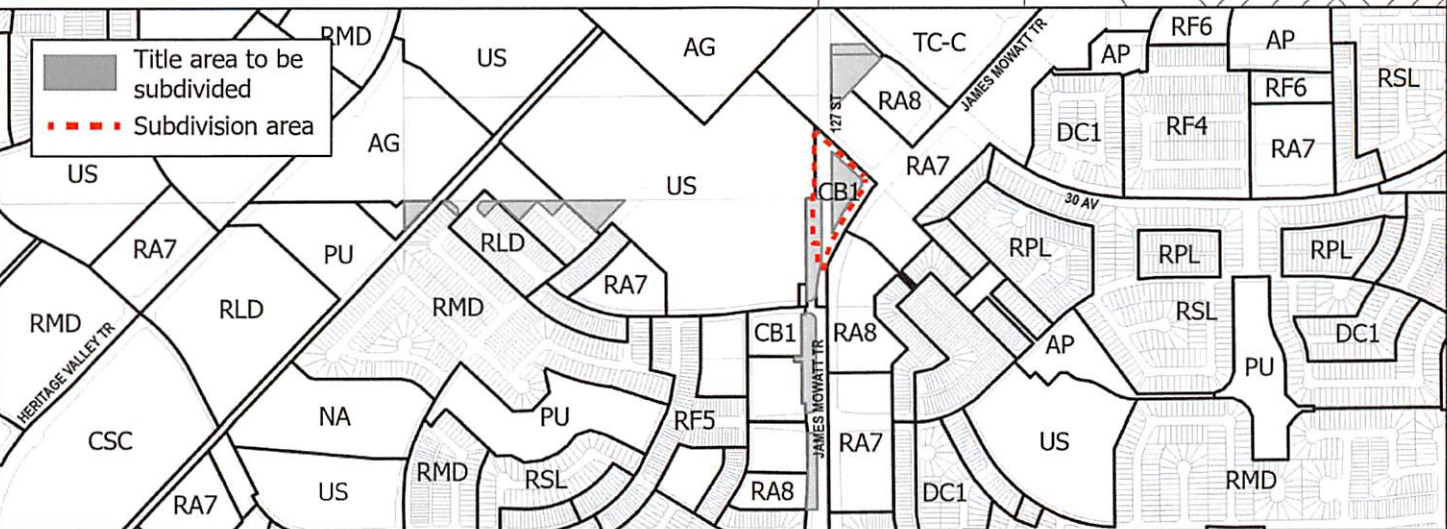 Title area to be
subdivided
Subdivision area
RMD
US
AG
TC-C
JAMES MOWATT TR
RF6
AP
AP
RSL
RA8
127 ST
RF6
DC1
RF4
RA7
AG
US
US
RA7
CB1
30 AV
RA7
PU
RLD
RPL
RPL
RPL
RMD
RLD
RMD
RA7
RSL
DC1
HERITAGE VALLEY TR
CB1
RA8
AP
PU
JAMES MOWATT TR
NA
PU
RF5
CSC
RA7
US
RMD
RSL
US
RMD
RA7
RA8
DC1